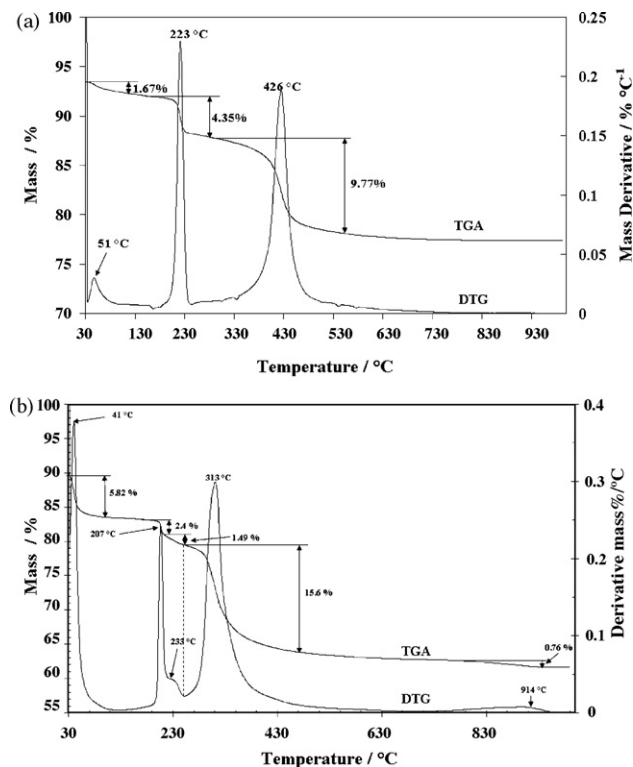 (a)
100
95
90
85
80
75
70
Mass / %
0.25
0.2
0.15
0.1
0.05
0
Mass Derivative / % °C-1
223 °C
426°C
1.67%
4.35%
9.77%
51 °C
TGA
DTG
30 130 230 330 430 530 630 730 830 930
Temperature / °C
(b)
100
95
90
85
80
75
70
65
60
55
Mass / %
0.4
0.3
0.2
0.1
0
Derivative mass%/°C
41 °C
313 °C
5.82 %
2.4 %
207 °C
1.49 %
15.6 %
233 °C
TGA
0.76 %
DTG
914 °C
30 230 430 630 830
Temperature / °C